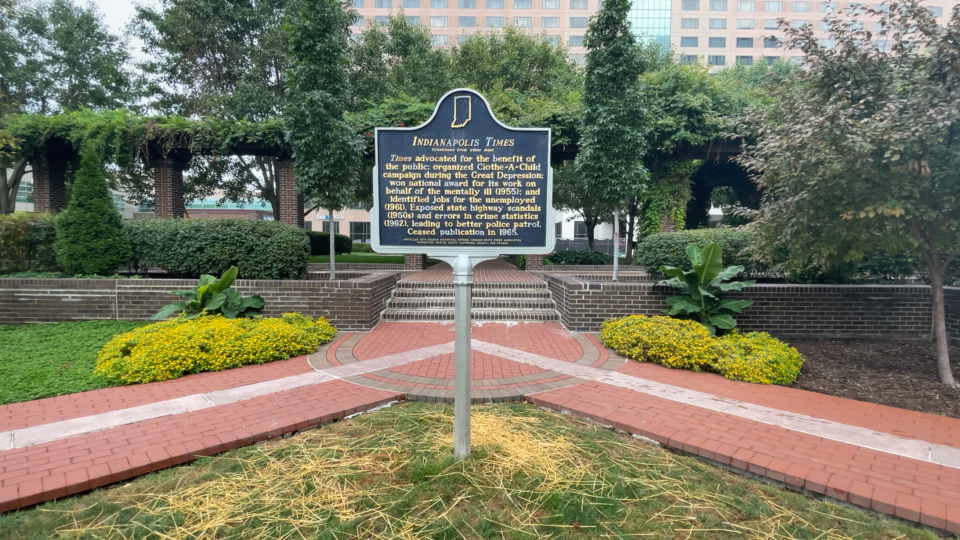 INDIANAPOLIS TIMES
(Continued from other side)
Times advocated for the benefit of
the public: organized Clothe-A-Child
campaign during the Great Depression;
won national award for its work on
behalf of the mentally ill (1955); and
identified jobs for the unemployed
(1961). Exposed state highway scandals
(1950s) and errors in crime statistics
(1962), leading to better police patrol.
Ceased publication in 1965.